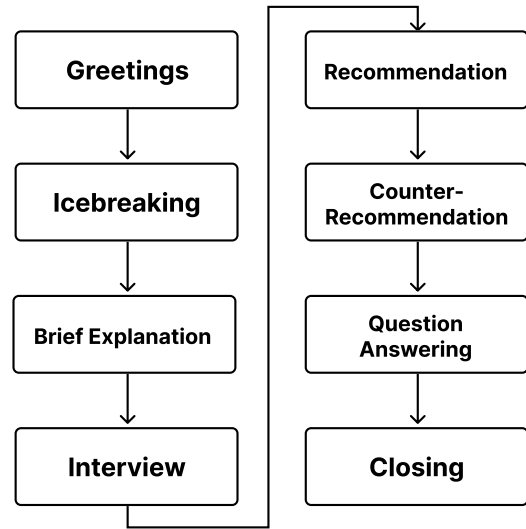 Greetings
Icebreaking
Brief Explanation
Interview
Recommendation
Counter-
Recommendation
Question
Answering
Closing